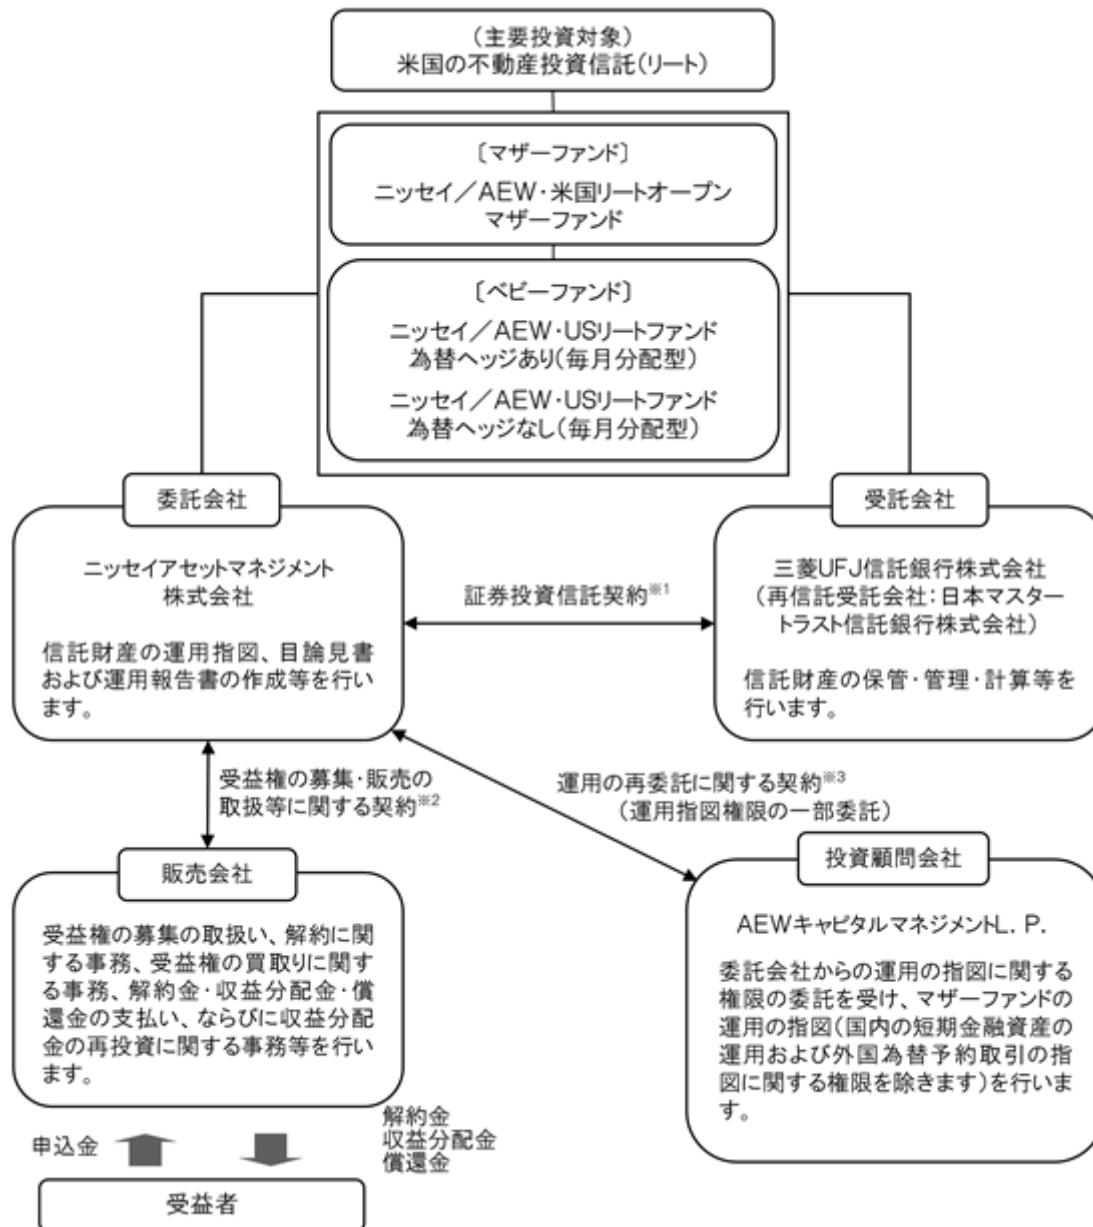 (主要投資対象)
米国の不動産投資信託(リート)
〔マザーファンド〕
ニッセイ／AEW・米国リートオープン
マザーファンド
〔ベビーファンド〕
ニッセイ／AEW・USリートファンド
為替ヘッジあり(毎月分配型)
ニッセイ／AEW・USリートファンド
為替ヘッジなし(毎月分配型)
委託会社
ニッセイアセットマネジメント
株式会社
信託財産の運用指図、目論見書
および運用報告書の作成等を行い
ます。
証券投資信託契約※1
受託会社
三菱UFJ信託銀行株式会社
(再信託受託会社:日本マスター
トラスト信託銀行株式会社)
信託財産の保管・管理・計算等を
行います。
受益権の募集・販売の
取扱等に関する契約※2
運用の再委託に関する契約※3
(運用指図権限の一部委託)
販売会社
受益権の募集の取扱い、解約に関
する事務、受益権の買取りに関す
る事務、解約金・収益分配金・償
還金の支払い、ならびに収益分配
金の再投資に関する事務等を行い
ます。
投資顧問会社
AEWキャピタルマネジメントL．P．
委託会社からの運用の指図に関する
権限の委託を受け、マザーファンドの
運用の指図(国内の短期金融資産の
運用および外国為替予約取引の指
図に関する権限を除きます)を行いま
す。
申込金
解約金
収益分配金
償還金
受益者